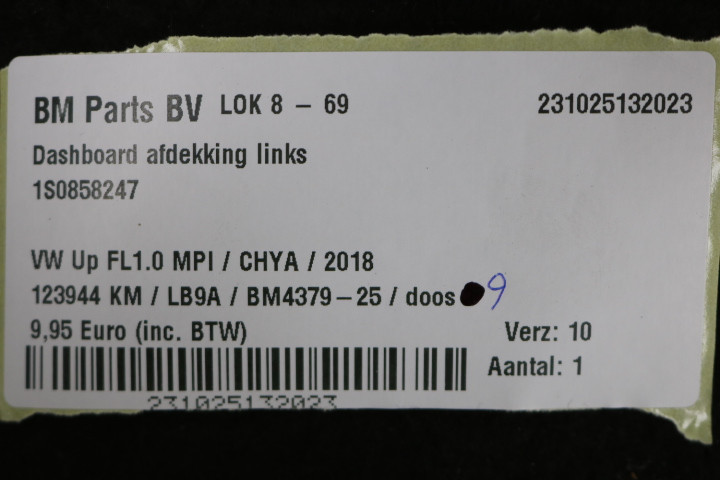 BM Parts BV LOK 8 - 69 231025132023
Dashboard afdekking links
1S0858247
VW Up FL1.0 MPI / CHYA / 2018
123944 KM / LB9A / BM4379-25 / doos 9
9,95 Euro (inc. BTW) Verz: 10
Aantal: 1
231025132023